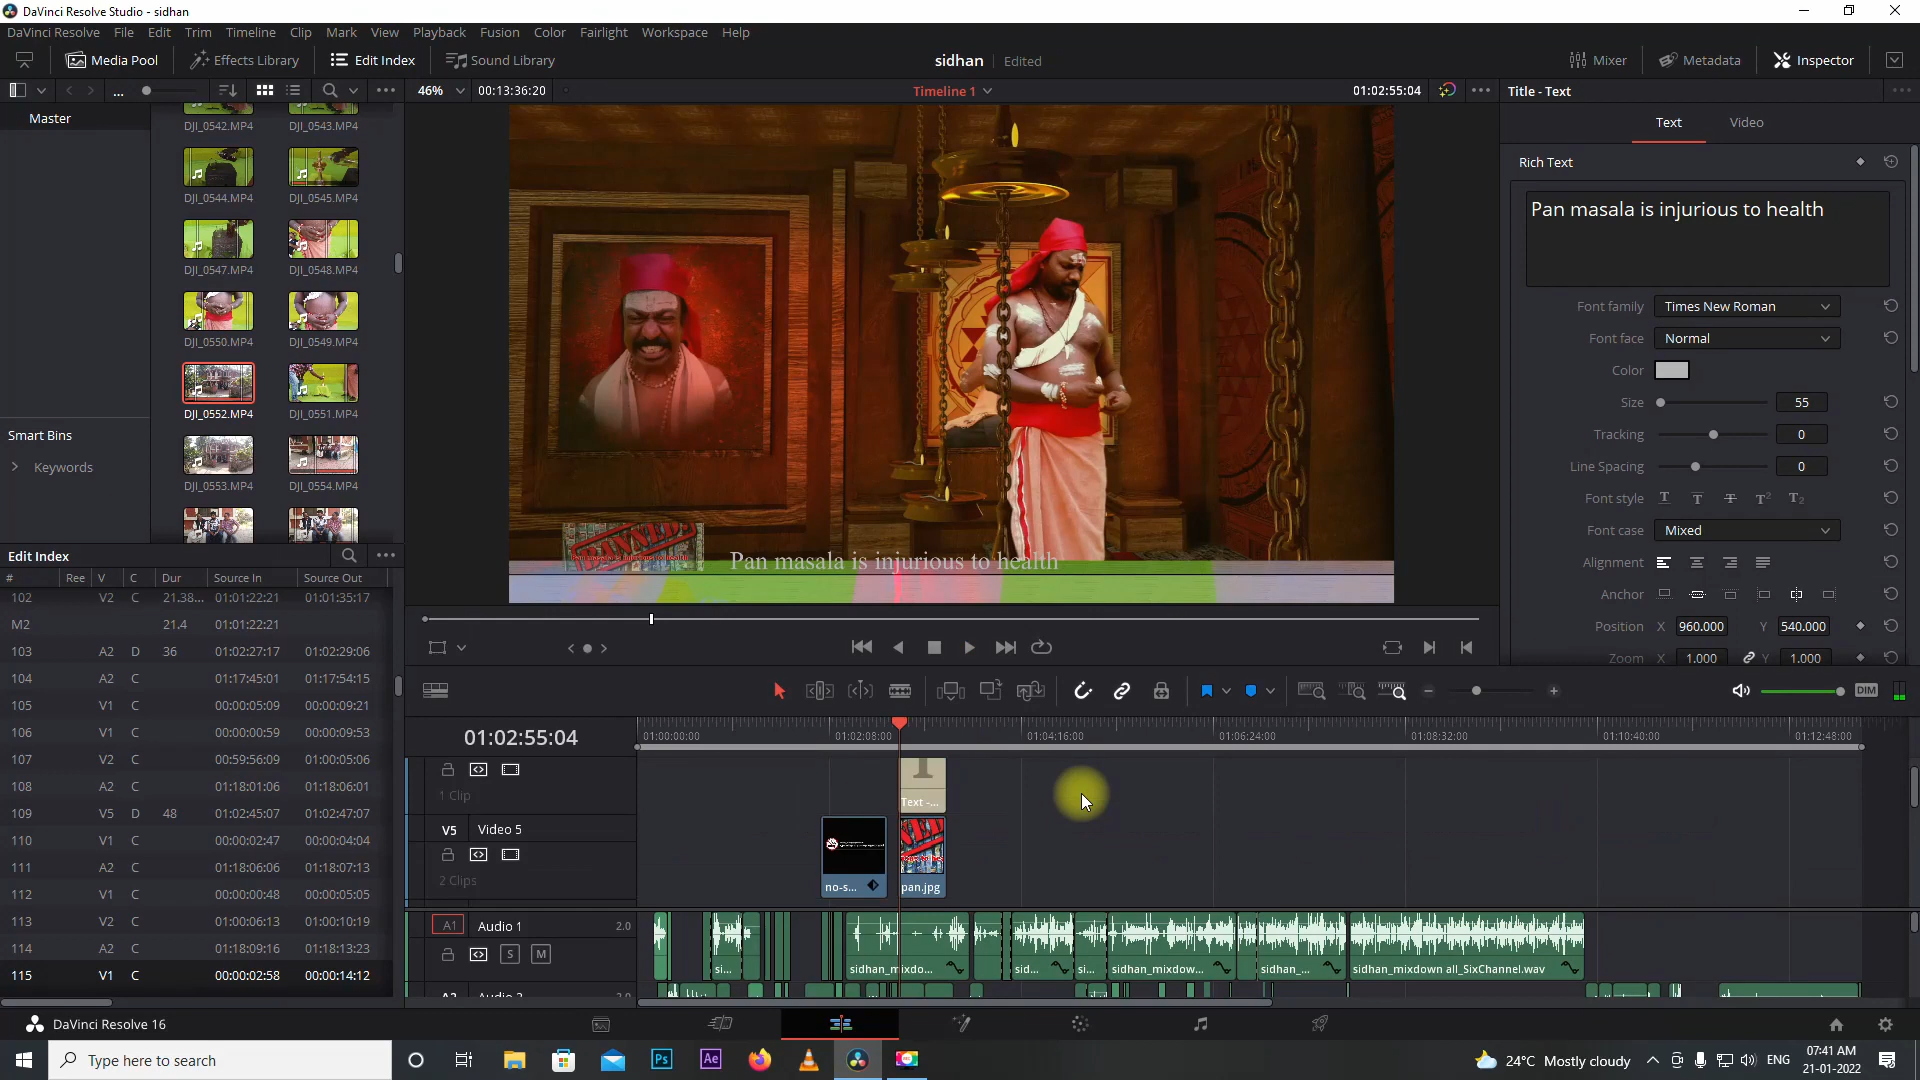 DaVinci Resolve Studio - sidhan
DaVinci Resolve File Edit Trim Timeline Clip Mark View Playback Fusion Color Fairlight Workspace Help
Media Pool Effects Library Edit Index Sound Library sidhan Edited Mixer Metadata Inspector
46% 00:13:36:20 Timeline 1 01:02:55:04 Title - Text
Master
DJI_0542.MP4 DJI_0543.MP4
DJI_0544.MP4 DJI_0545.MP4
DJI_0547.MP4 DJI_0548.MP4
DJI_0550.MP4 DJI_0549.MP4
DJI_0552.MP4 DJI_0551.MP4
DJI_0553.MP4 DJI_0554.MP4
Smart Bins
Keywords
Pan masala is injurious to health
Text Video
Rich Text
Pan masala is injurious to health
Font family Times New Roman
Font face Normal
Color
Size 55
Tracking 0
Line Spacing 0
Font style T T T T² T₂
Font case Mixed
Alignment
Anchor
Position X 960.000 Y 540.000
Zoom X 1.000 Y 1.000
Edit Index
# Ree V C Dur Source In Source Out
102 V2 C 21.38... 01:01:22:21 01:01:35:17
M2 21.4 01:01:22:21
103 A2 D 36 01:02:27:17 01:02:29:06
104 A2 C 01:17:45:01 01:17:54:15
105 V1 C 00:00:05:09 00:00:09:21
106 V1 C 00:00:00:59 00:00:09:53
107 V2 C 00:59:56:09 01:00:05:06
108 A2 C 01:18:01:06 01:18:06:01
109 V5 D 48 01:02:45:07 01:02:47:07
110 V1 C 00:00:02:47 00:00:04:04
111 A2 C 01:18:06:06 01:18:07:13
112 V1 C 00:00:00:48 00:00:05:05
113 V2 C 01:00:06:13 01:00:10:19
114 A2 C 01:18:09:16 01:18:13:23
115 V1 C 00:00:02:58 00:00:14:12
DIM
01:02:55:04 01:00:00:00 01:02:08:00 01:04:16:00 01:06:24:00 01:08:32:00 01:10:40:00 01:12:48:00
1 Clip Text -...
V5 Video 5
2 Clips no-s... pan.jpg
A1 Audio 1 2.0
S M
si... sidhan_mixdo... sid... si... sidhan_mixdow... sidhan_... sidhan_mixdown all_SixChannel.wav
DaVinci Resolve 16
Type here to search
24°C Mostly cloudy ENG 07:41 AM
21-01-2022